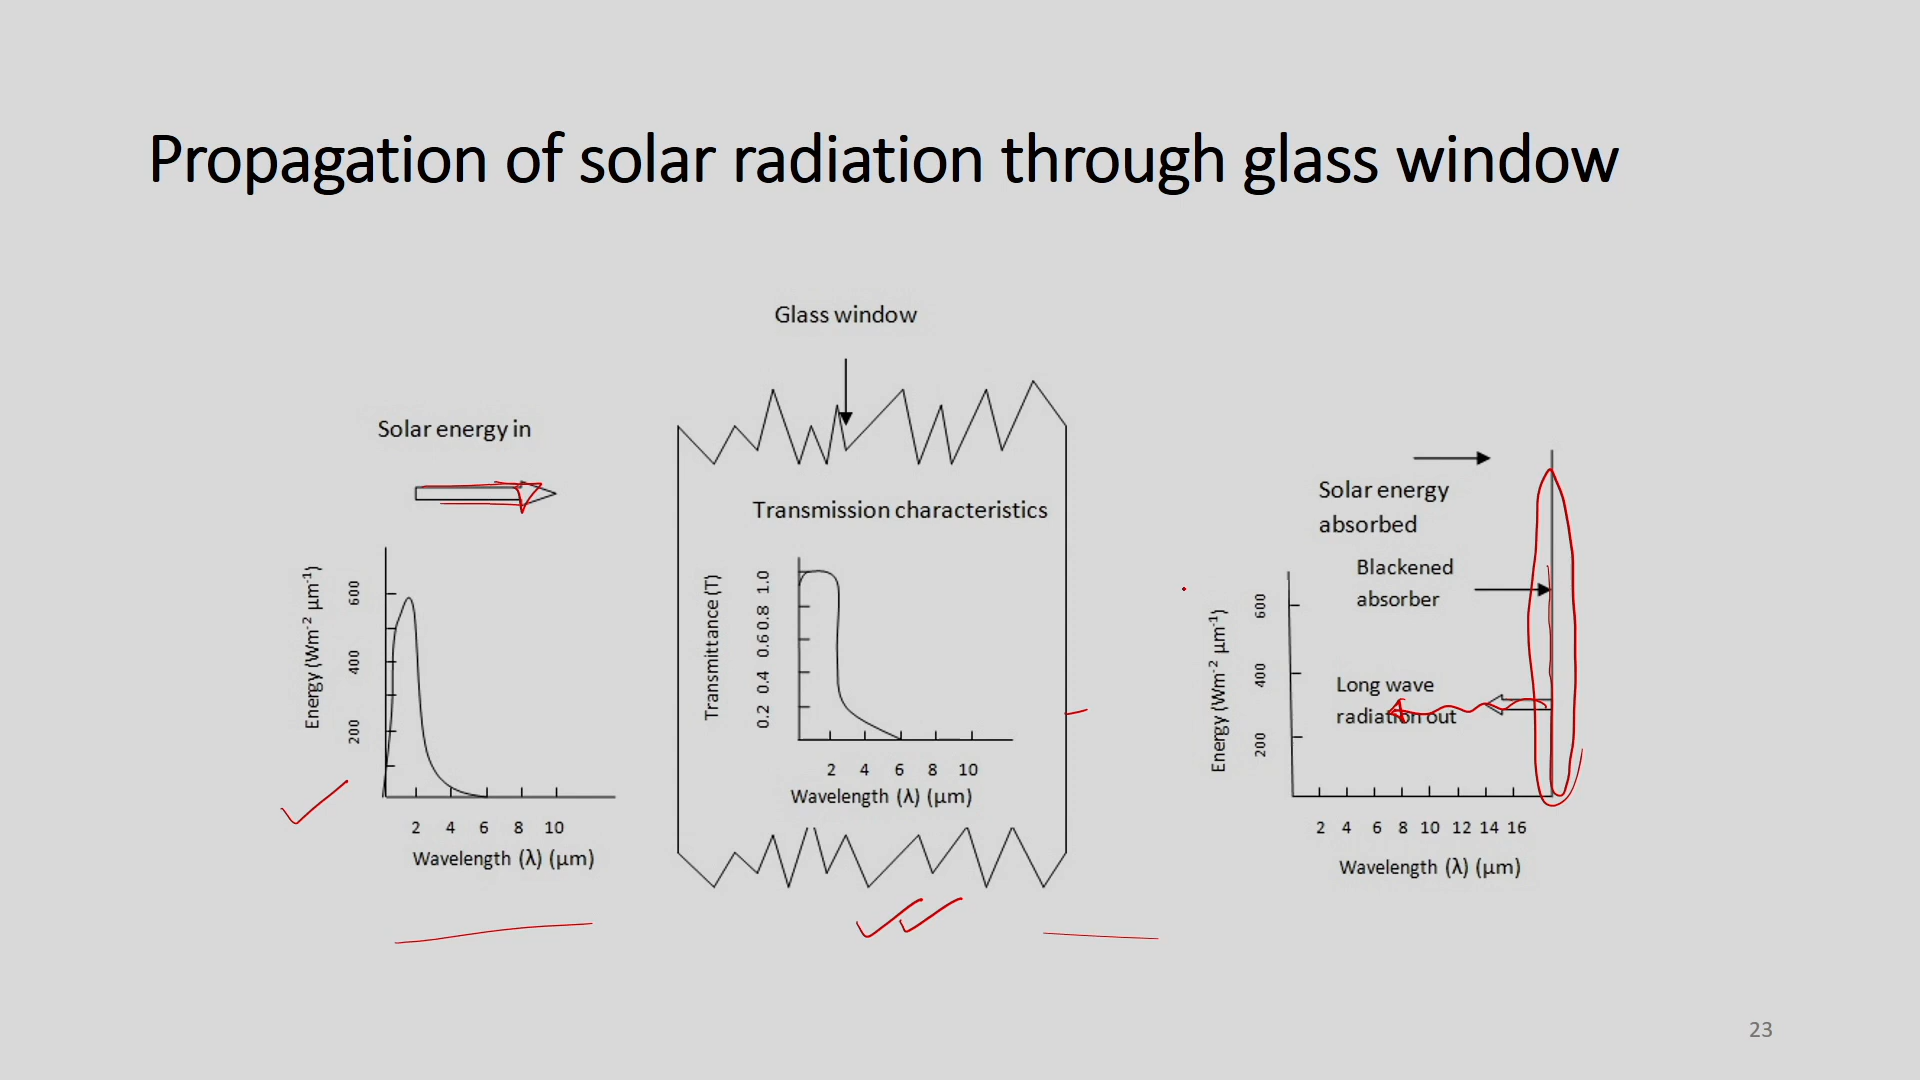 Propagation of solar radiation through glass window
Solar energy in
Energy (Wm-2 μm-1)
600
400
200
2 4 6 8 10
Wavelength (λ) (μm)
Glass window
Transmission characteristics
Transmittance (T)
1.0
0.8
0.6
0.4
0.2
2 4 6 8 10
Wavelength (λ) (μm)
Solar energy
absorbed
Blackened
absorber
Long wave
radiation out
Energy (Wm-2 μm-1)
600
400
200
2 4 6 8 10 12 14 16
Wavelength (λ) (μm)
23